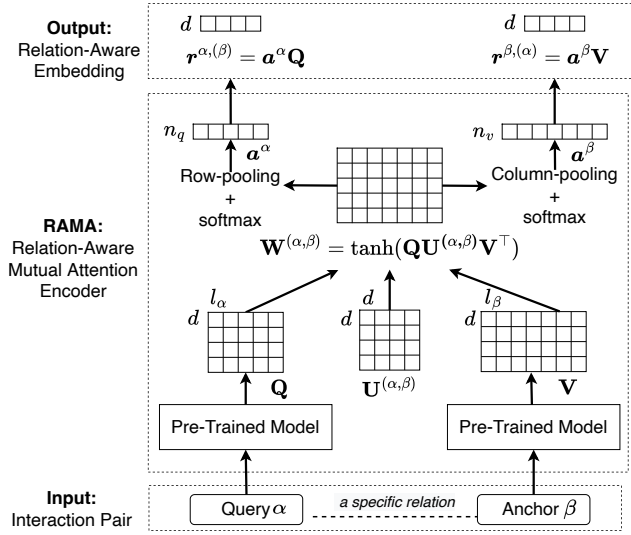 Output:
Relation-Aware
Embedding
d
d
r^{α,(β)} = a^α Q
r^{β,(α)} = a^β V
n_q
n_v
a^α
a^β
Row-pooling
+
softmax
Column-pooling
+
softmax
RAMA:
Relation-Aware
Mutual Attention
Encoder
W^{(α,β)} = tanh(QU^{(α,β)}V^⊤)
l_α
d
l_β
d
d
d
Q
U^{(α,β)}
V
Pre-Trained Model
Pre-Trained Model
Input:
Interaction Pair
Query α
a specific relation
Anchor β